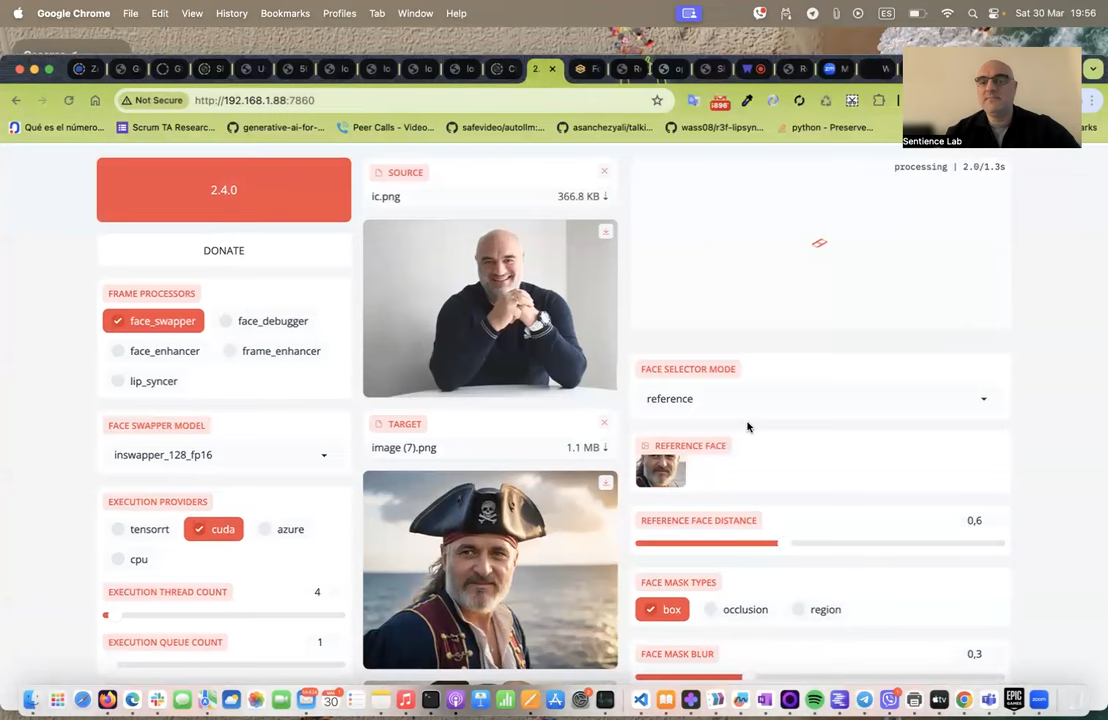 Google Chrome File Edit View History Bookmarks Profiles Tab Window Help ES Sat 30 Mar 19:56
2.
Not Secure http://192.168.1.88:7860
Qué es el número... Scrum TA Researc... generative-ai-for-... Peer Calls - Video... safevideo/autollm:... asanchezyali/talki... wass08/r3f-lipsyn... python - Preserve...
Sentience Lab
2.4.0
DONATE
FRAME PROCESSORS
face_swapper face_debugger
face_enhancer frame_enhancer
lip_syncer
FACE SWAPPER MODEL
inswapper_128_fp16
EXECUTION PROVIDERS
tensorrt cuda azure
cpu
EXECUTION THREAD COUNT 4
EXECUTION QUEUE COUNT 1
SOURCE
ic.png 366.8 KB ↓
TARGET
image (7).png 1.1 MB ↓
processing | 2.0/1.3s
FACE SELECTOR MODE
reference
REFERENCE FACE
REFERENCE FACE DISTANCE 0,6
FACE MASK TYPES
box occlusion region
FACE MASK BLUR 0,3